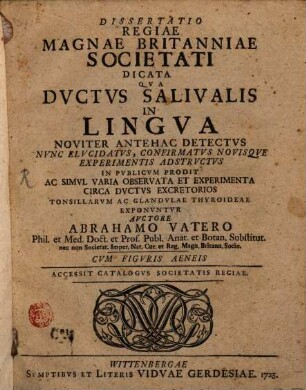 DISSERTATIO
REGIAE
MAGNAE BRITANNIAE
SOCIETATI
DICATA
QVA
DVCTVS SALIVALIS
IN
LINGVA
NOVITER ANTEHAC DETECTVS
NVNC ELVCIDATVS, CONFIRMATVS NOVISQVE
EXPERIMENTIS ADSTRVCTVS
IN PVBLICVM PRODIT
AC SIMVL VARIA OBSERVATA ET EXPERIMENTA
CIRCA DVCTVS EXCRETORIOS
TONSILLARVM AC GLANDVLAE THYROIDEAE
EXPONVNTVR
AVCTORE
ABRAHAMO VATERO
Phil. et Med. Doct. et Prof. Publ. Anat. et Botan. Substitut.
nec non Societat. Imper. Nat. Cur. et Reg. Magn. Britann. Socio.
CVM FIGVRIS AENEIS
ACCESSIT CATALOGVS SOCIETATIS REGIAE.
WITTENBERGAE
SVMPTIBVS ET LITERIS VIDVAE GERDESIAE. 1723.